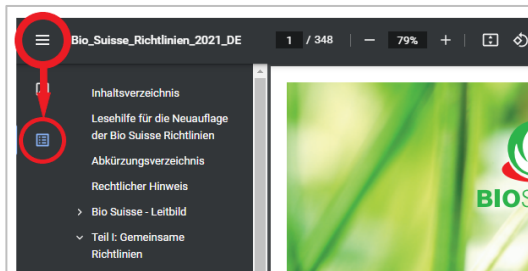 Bio_Suisse_Richtlinien_2021_DE
1 / 348
79%
Inhaltsverzeichnis
Lesehilfe für die Neuauflage
der Bio Suisse Richtlinien
Abkürzungsverzeichnis
Rechtlicher Hinweis
Bio Suisse - Leitbild
Teil I: Gemeinsame
Richtlinien
BIOS